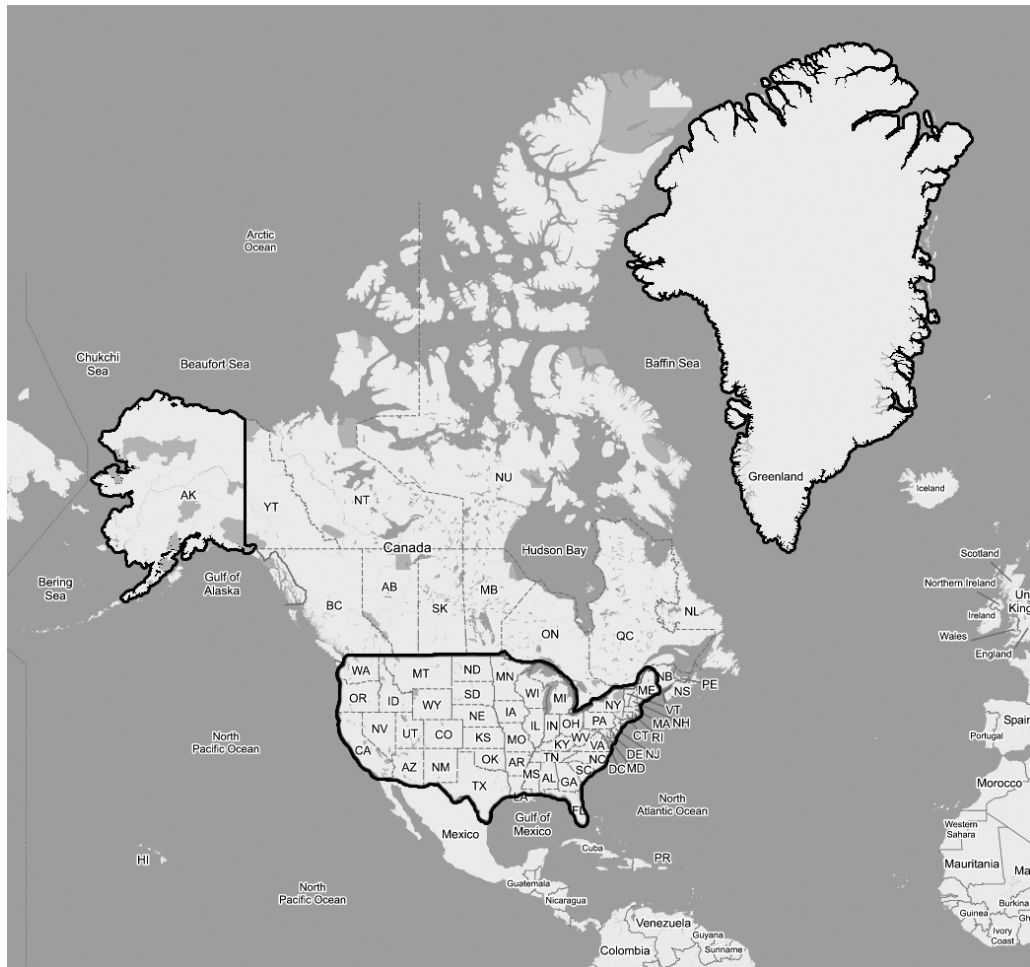 Arctic
Ocean
Chukchi
Sea
Beaufort Sea
Baffin Sea
Greenland
Iceland
AK
YT
NT
NU
Canada
Hudson Bay
Bering
Sea
Gulf of
Alaska
BC
AB
SK
MB
ON
QC
NL
Scotland
Northern Ireland
Ireland
Un
King
Wales
England
WA
MT
ND
MN
OR
ID
WY
SD
WI
MI
NY
ME
NB
PE
NS
VT
NH
MA
RI
CT
NJ
DE
MD
DC
NV
UT
CO
NE
IA
IL
IN
OH
PA
KS
MO
KY
WV
VA
CA
AZ
NM
OK
AR
TN
NC
SC
MS
AL
GA
TX
LA
FL
North
Pacific Ocean
Gulf of
Mexico
North
Atlantic Ocean
Mexico
Cuba
PR
HI
North
Pacific Ocean
Guatemala
Nicaragua
Venezuela
Guyana
Suriname
Colombia
Spain
Portugal
Morocco
Western
Sahara
Mauritania
Ma
Burkina
Guinea
Gh
Ivory
Coast